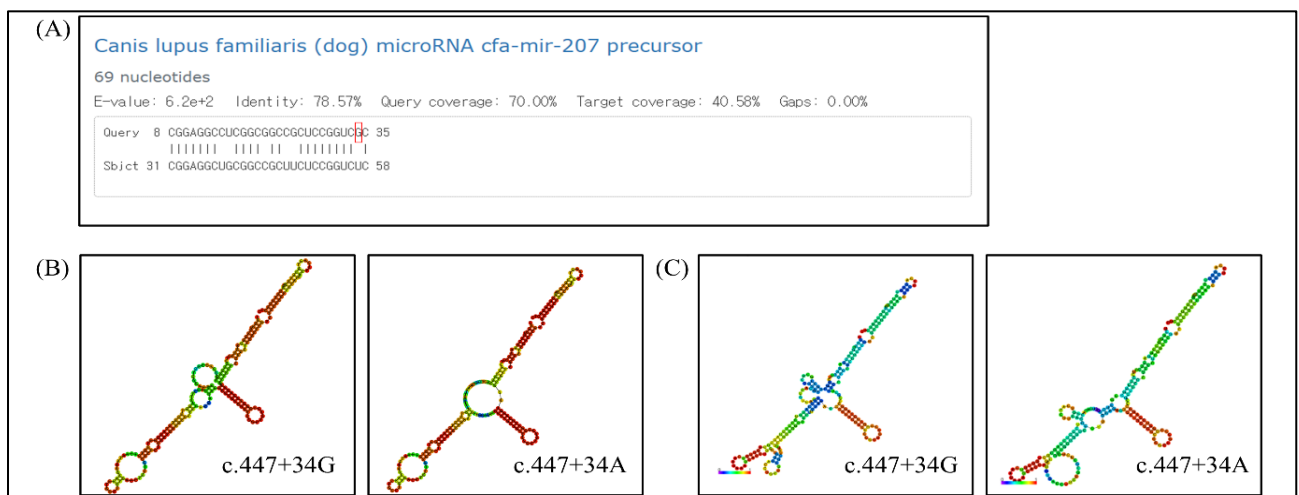 (A)
Canis lupus familiaris (dog) microRNA cfa-mir-207 precursor
69 nucleotides
E-value: 6.2e+2 Identity: 78.57% Query coverage: 70.00% Target coverage: 40.58% Gaps: 0.00%
Query 8 CGGAGGCCUCGGCGGCCGCUCCGGUCGC 35
||||||| |||| || |||||||| |
Sbjct 31 CGGAGGCUGCGGCCGCUUCUCCGGUCUC 58
(B)
(C)
c.447+34G
c.447+34A
c.447+34G
c.447+34A